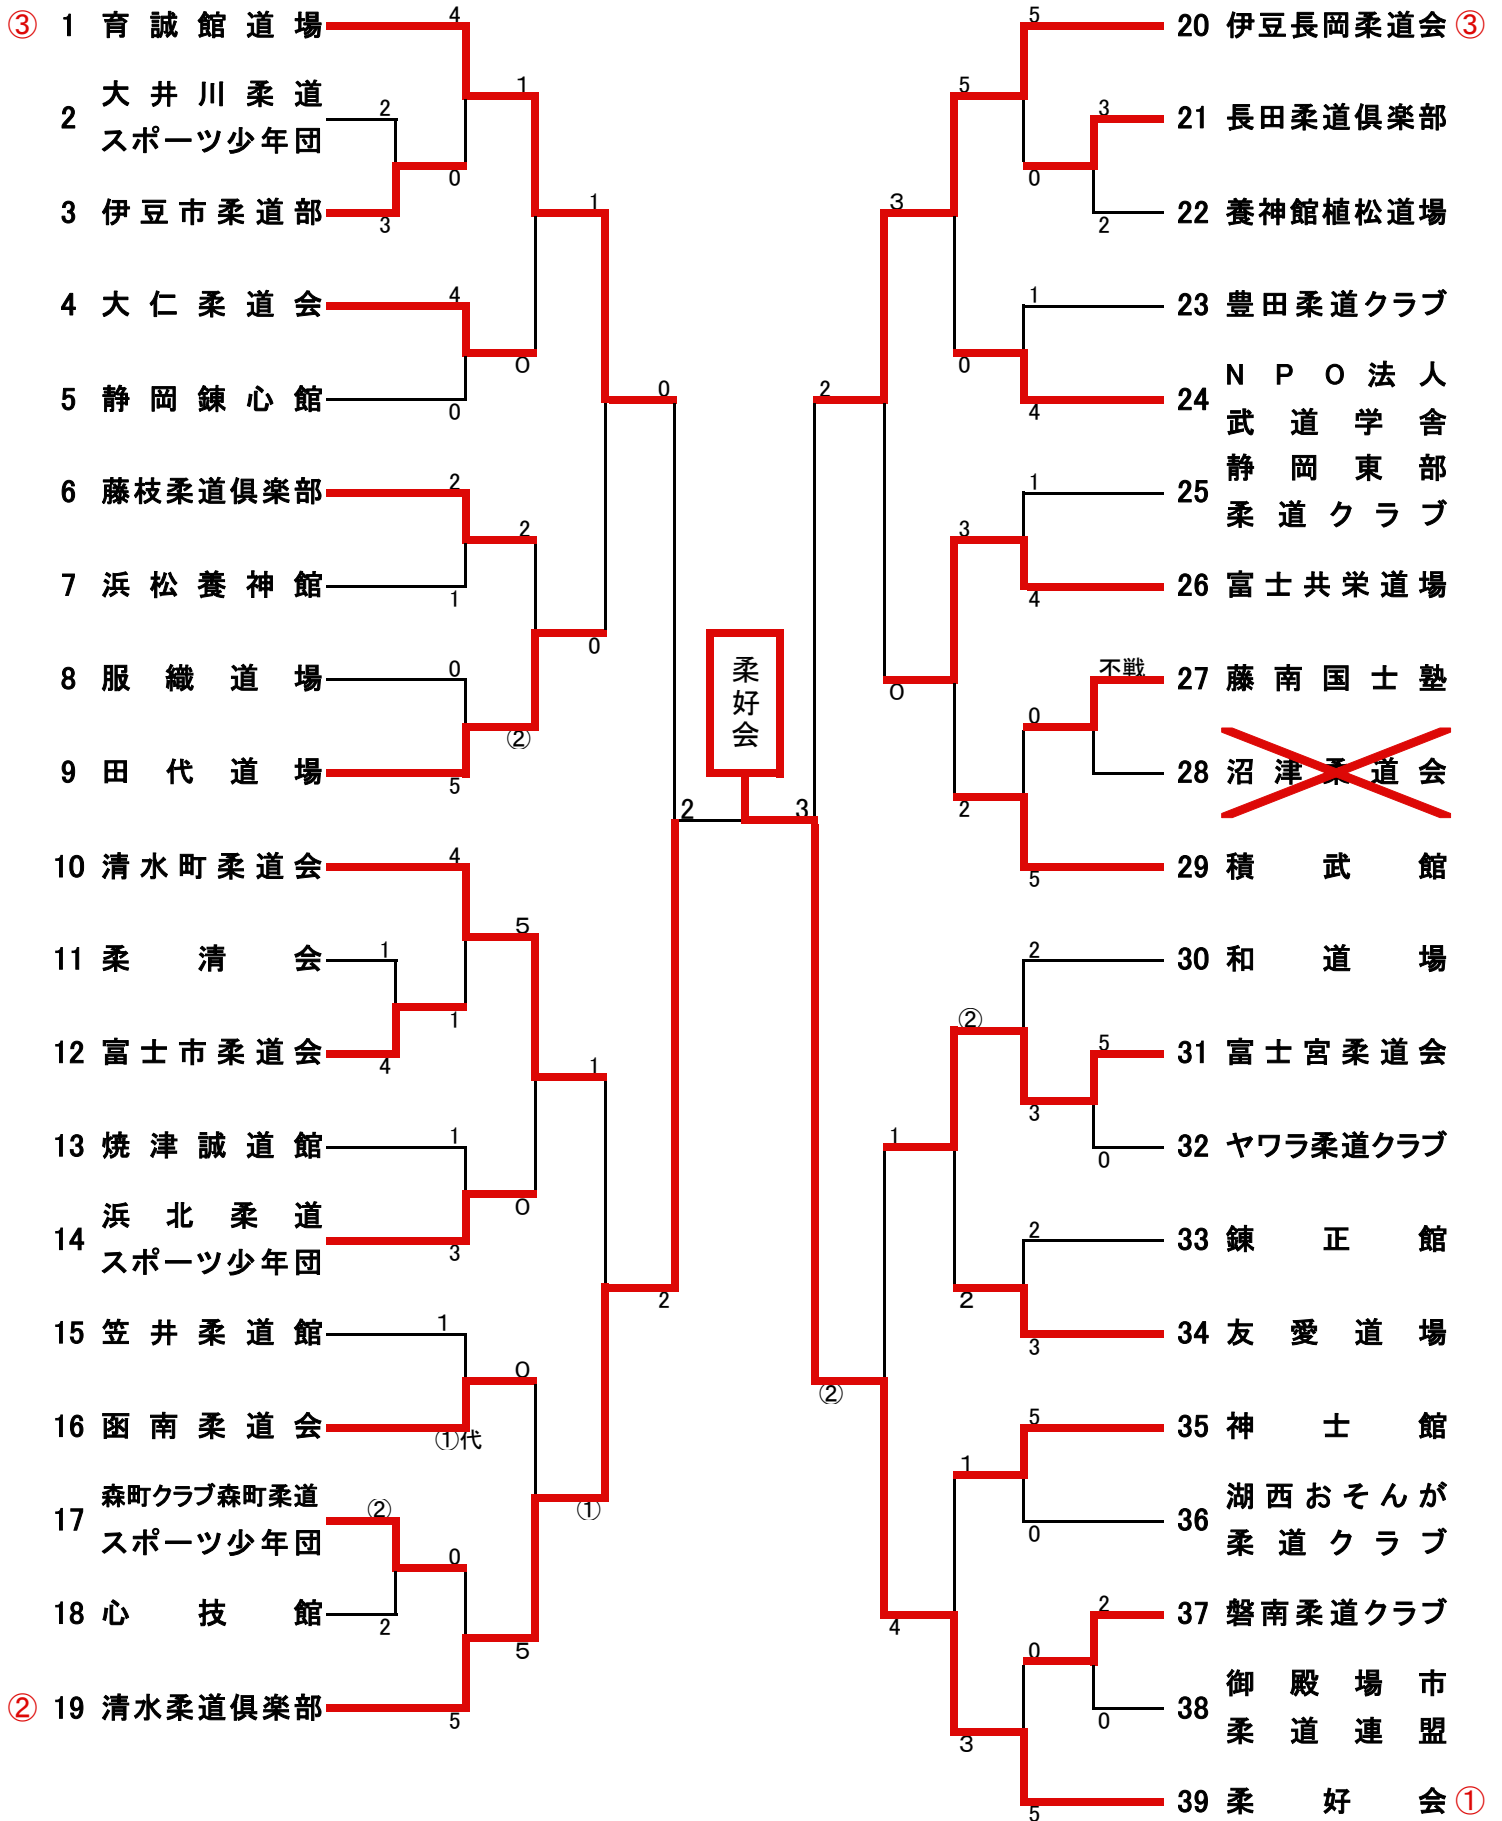 ③ 1 育誠館道場 4
2 大井川柔道
スポーツ少年団 2
3 伊豆市柔道部 3
0
1
4 大仁柔道会 4
5 静岡錬心館 0
0
1
6 藤枝柔道倶楽部 2
7 浜松養神館 1
2
8 服織道場 0
9 田代道場 5
②
0
0
10 清水町柔道会 4
11 柔清会 1
12 富士市柔道会 4
1
5
13 焼津誠道館 1
14 浜北柔道
スポーツ少年団 3
0
1
15 笠井柔道館 1
16 函南柔道会 ①代
0
17 森町クラブ森町柔道
スポーツ少年団 ②
18 心技館 2
0
② 19 清水柔道倶楽部 5
5
①
2
2
柔好会
3
5 20 伊豆長岡柔道会 ③
3 21 長田柔道倶楽部
2 22 養神館植松道場
0
5
1 23 豊田柔道クラブ
4 24 NPO法人
武道学舎
0
3
1 25 静岡東部
柔道クラブ
4 26 富士共栄道場
3
不戦 27 藤南国士塾
28 沼津柔道会
0
5 29 積武館
2
0
2
2 30 和道場
5 31 富士宮柔道会
0 32 ヤワラ柔道クラブ
3
②
2 33 錬正館
3 34 友愛道場
2
1
5 35 神士館
0 36 湖西おそんが
柔道クラブ
1
2 37 磐南柔道クラブ
0 38 御殿場市
柔道連盟
0
5 39 柔好会 ①
3
4
②